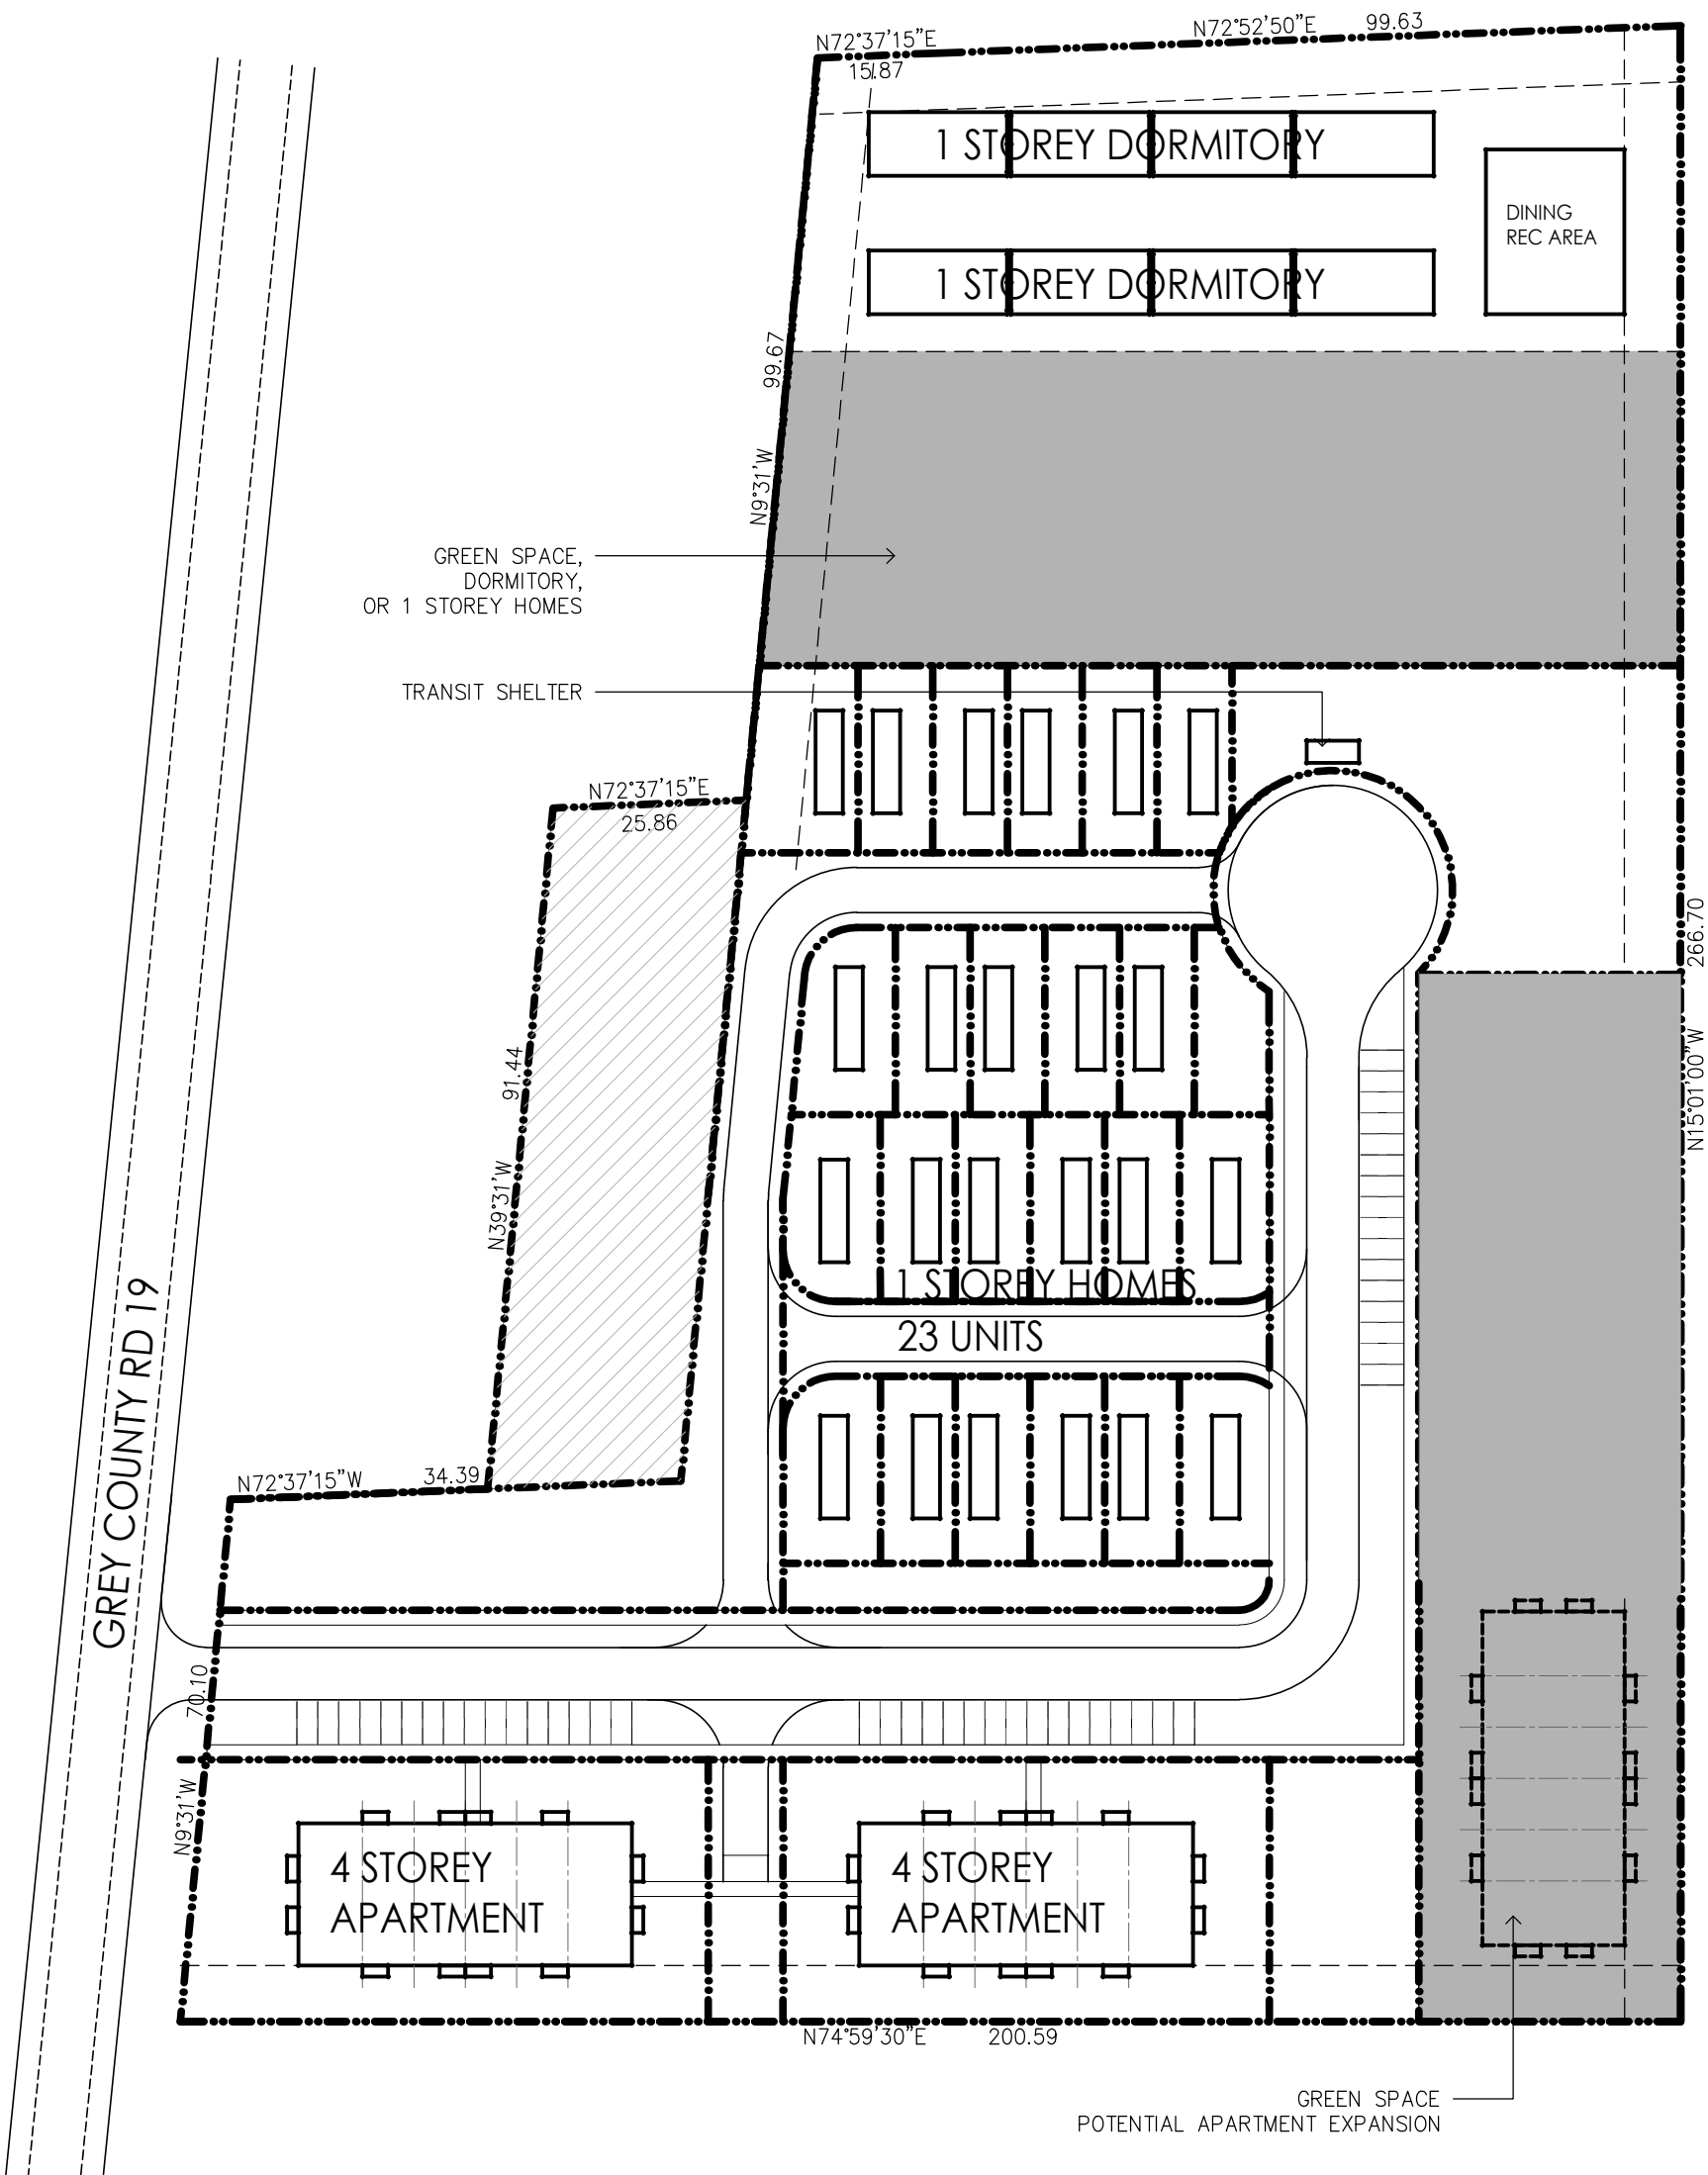 N72°37'15"E
15.87
N72°52'50"E 99.63
1 STOREY DORMITORY
DINING
REC AREA
1 STOREY DORMITORY
99.67
N9°31'W
GREEN SPACE,
DORMITORY,
OR 1 STOREY HOMES
TRANSIT SHELTER
N72°37'15"E
25.86
266.70
N15°01'00"W
91.44
N39°31'W
1 STOREY HOMES
23 UNITS
GREY COUNTY RD 19
N72°37'15"W 34.39
70.10
N9°31'W
4 STOREY
APARTMENT
4 STOREY
APARTMENT
N74°59'30"E 200.59
GREEN SPACE
POTENTIAL APARTMENT EXPANSION